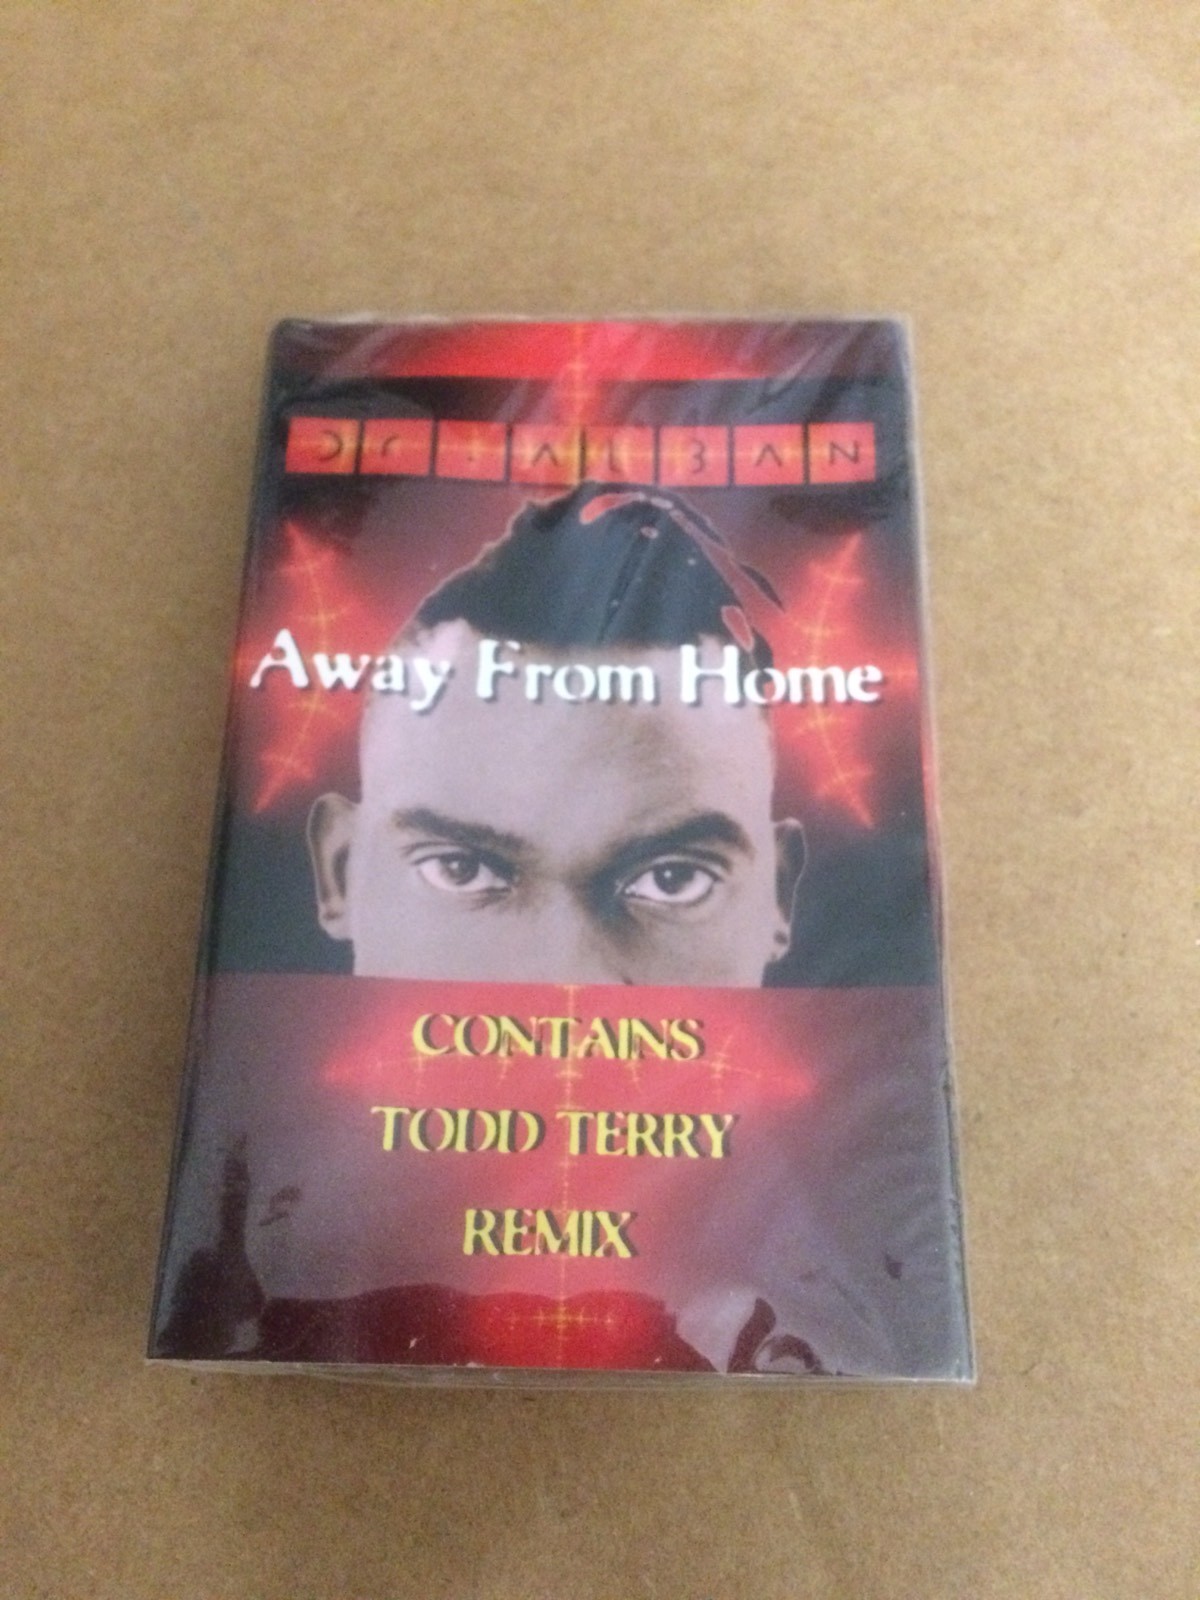 Dr. ALBAN
Away From Home
CONTAINS
TODD TERRY
REMIX